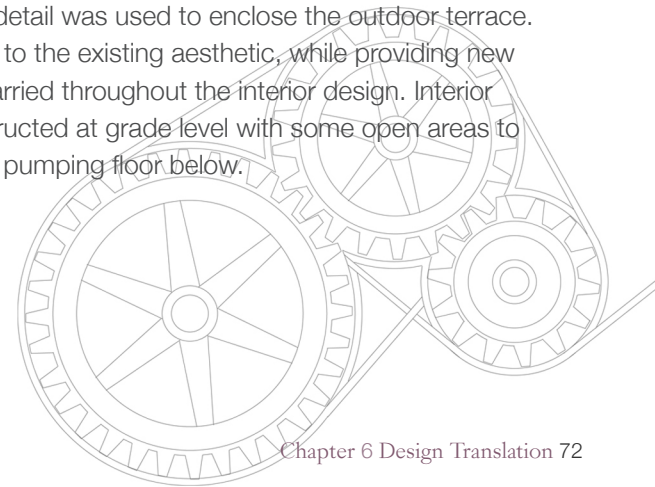 detail was used to enclose the outdoor terrace.
to the existing aesthetic, while providing new
arried throughout the interior design. Interior
ructed at grade level with some open areas to
pumping floor below.
Chapter 6 Design Translation 72